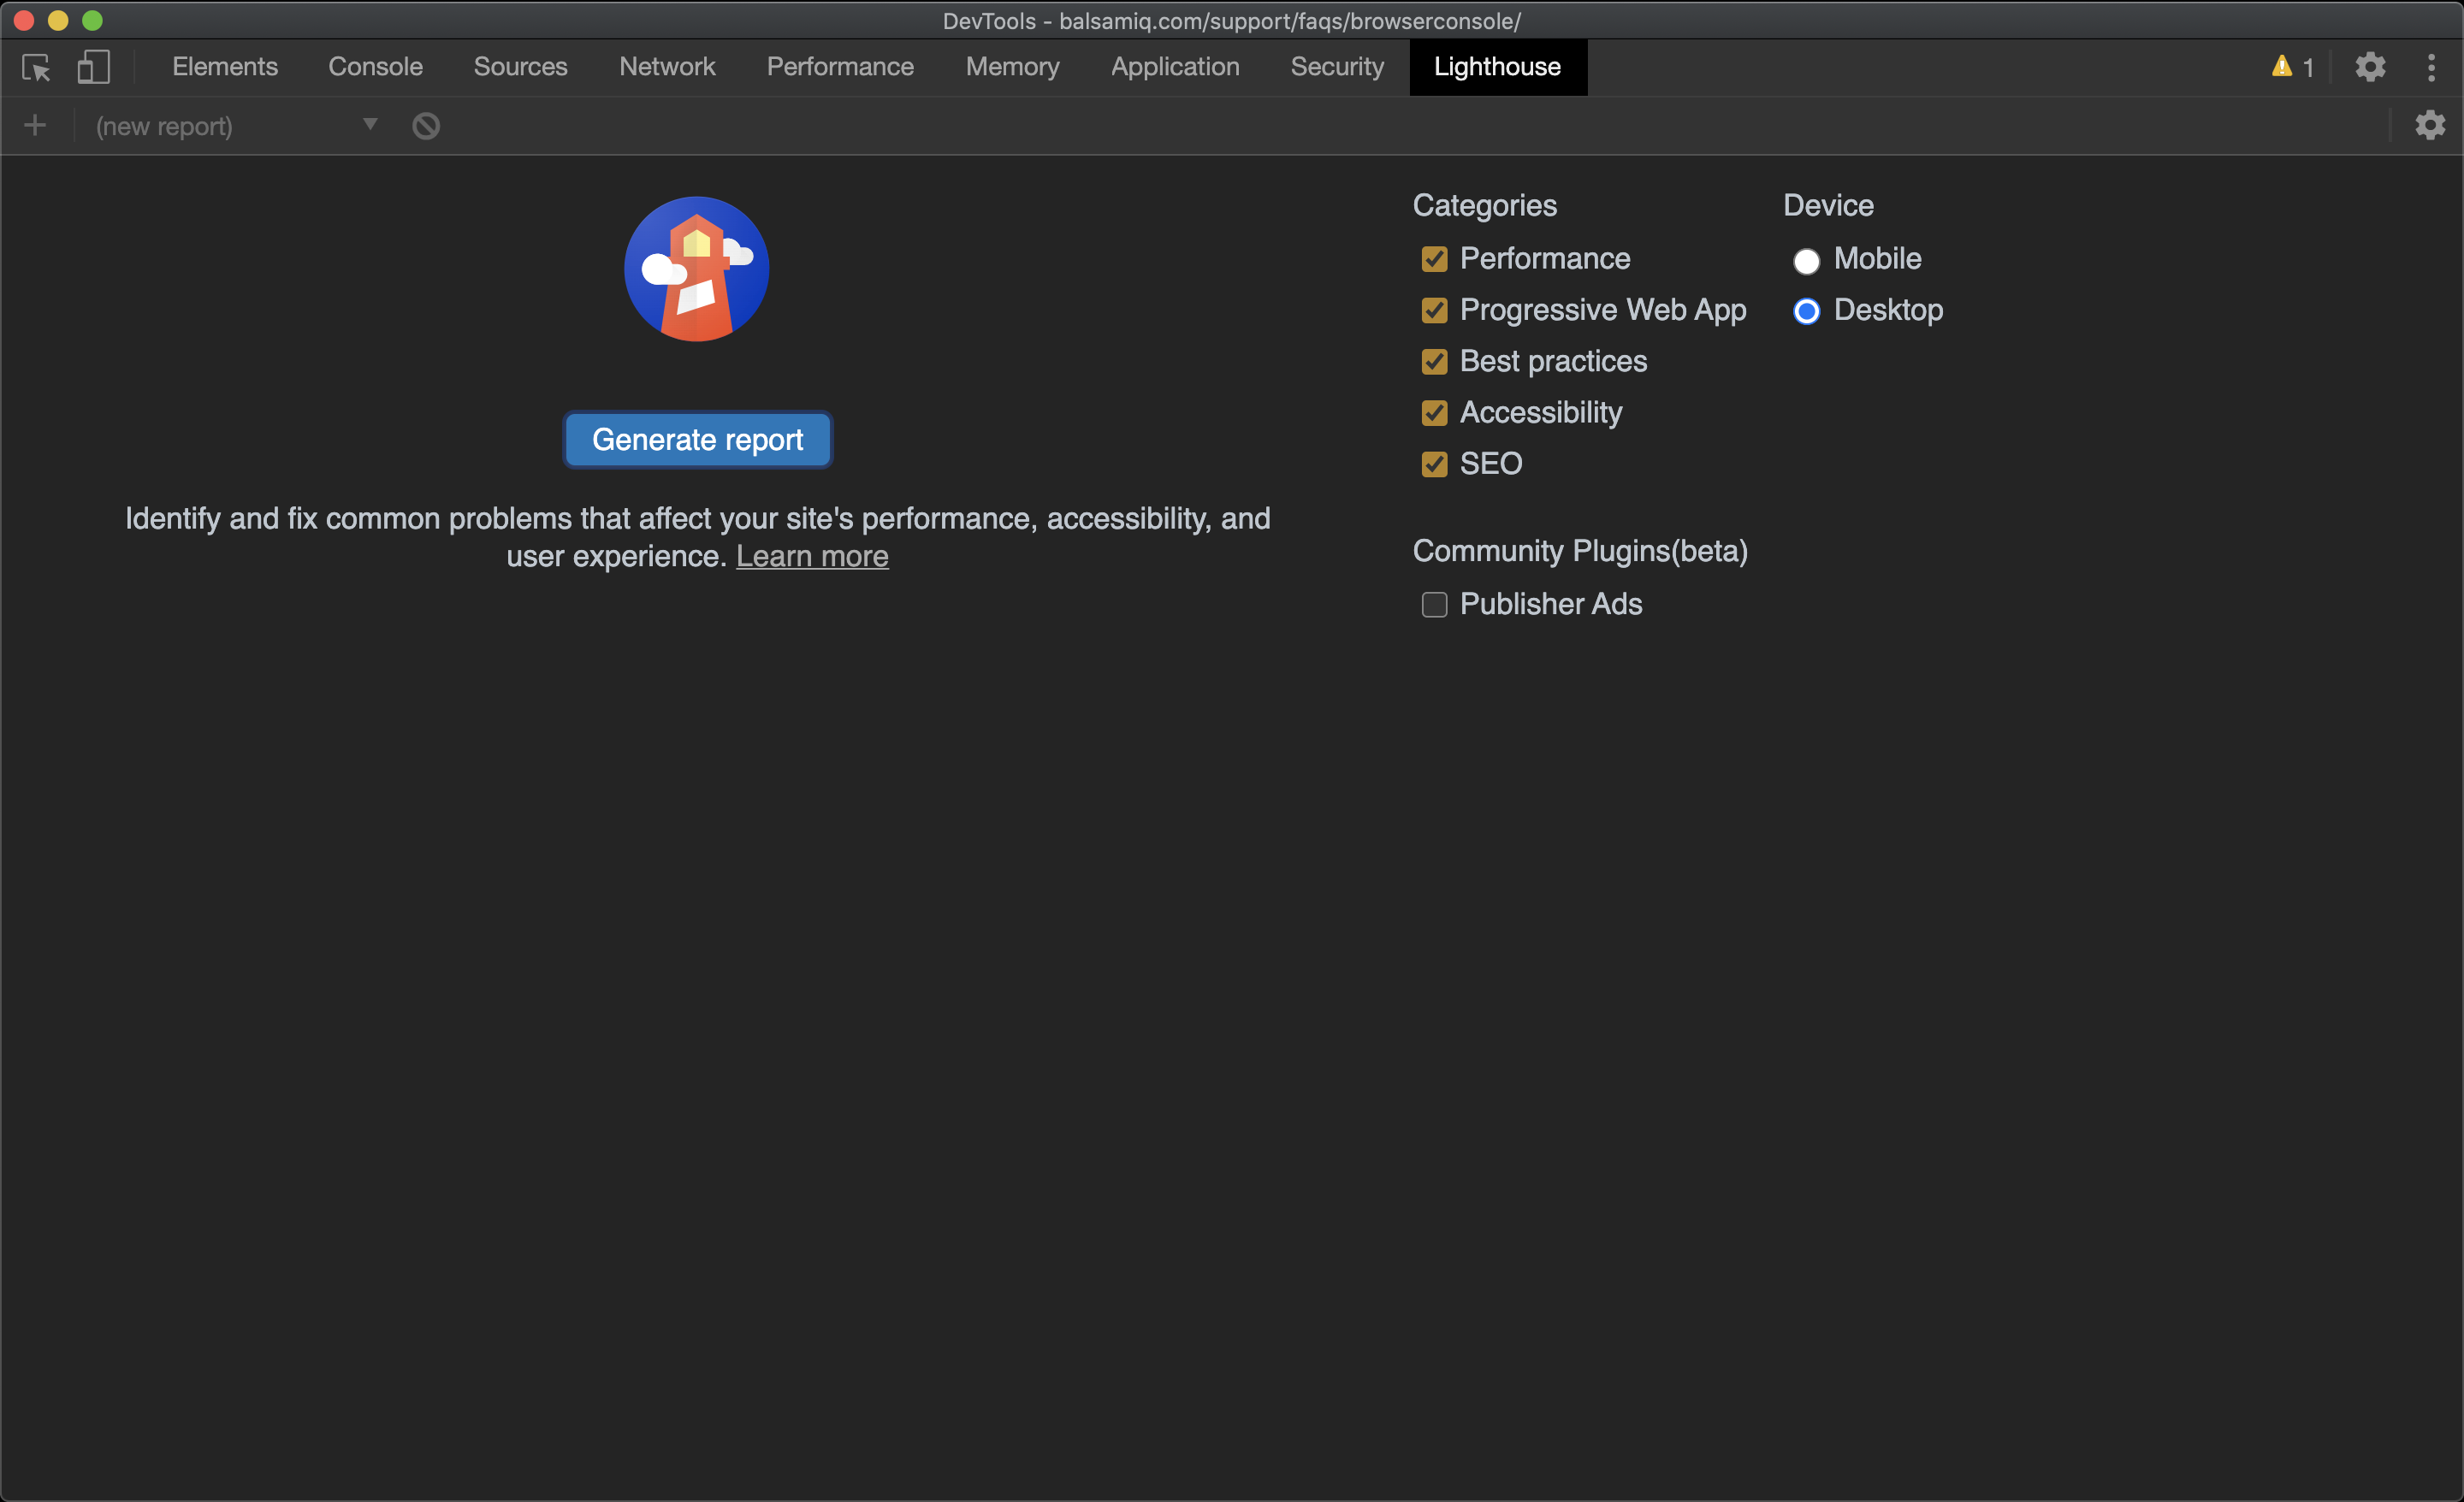 DevTools - balsamiq.com/support/faqs/browserconsole/
Elements Console Sources Network Performance Memory Application Security Lighthouse 1
(new report)
Generate report
Identify and fix common problems that affect your site's performance, accessibility, and
user experience. Learn more
Categories
Performance
Progressive Web App
Best practices
Accessibility
SEO
Community Plugins(beta)
Publisher Ads
Device
Mobile
Desktop